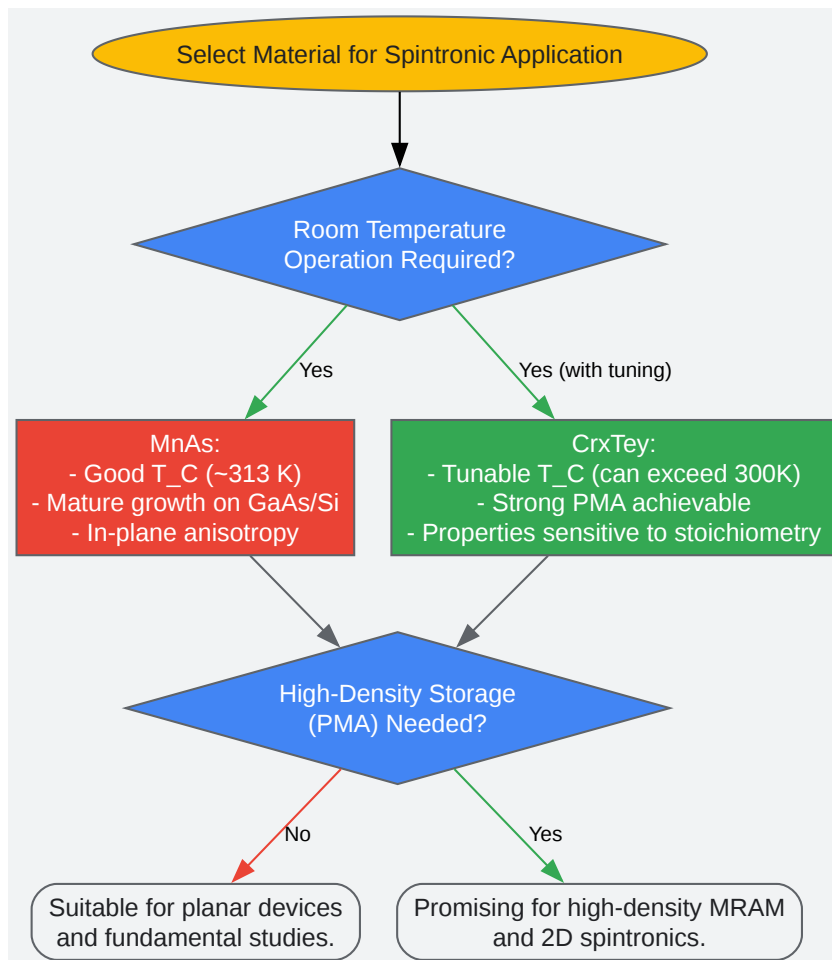 Select Material for Spintronic Application
Room Temperature
Operation Required?
Yes
Yes (with tuning)
MnAs:
- Good T_C (~313 K)
- Mature growth on GaAs/Si
- In-plane anisotropy
CrxTey:
- Tunable T_C (can exceed 300K)
- Strong PMA achievable
- Properties sensitive to stoichiometry
High-Density Storage
(PMA) Needed?
No
Yes
Suitable for planar devices
and fundamental studies.
Promising for high-density MRAM
and 2D spintronics.